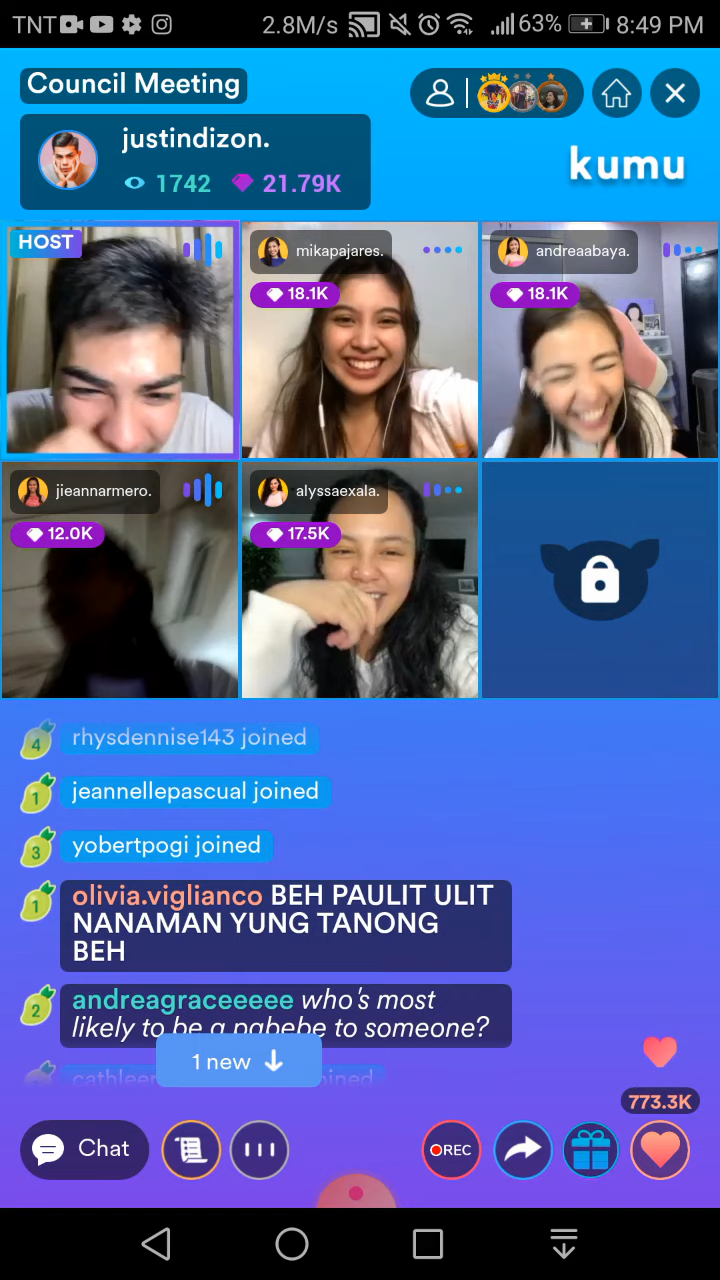 TNT 2.8M/s 63% 8:49 PM
Council Meeting
justindizon.
1742 21.79K
kumu
HOST
mikapajares.
18.1K
andreaabaya.
18.1K
jieannarmero.
12.0K
alyssaexala.
17.5K
4 rhysdennise143 joined
1 jeannellepascual joined
3 yobertpogi joined
1 olivia.viglianco BEH PAULIT ULIT
NANAMAN YUNG TANONG
BEH
2 andreagraceeeee who's most
likely to be a pabebe to someone?
1 new
773.3K
Chat
REC